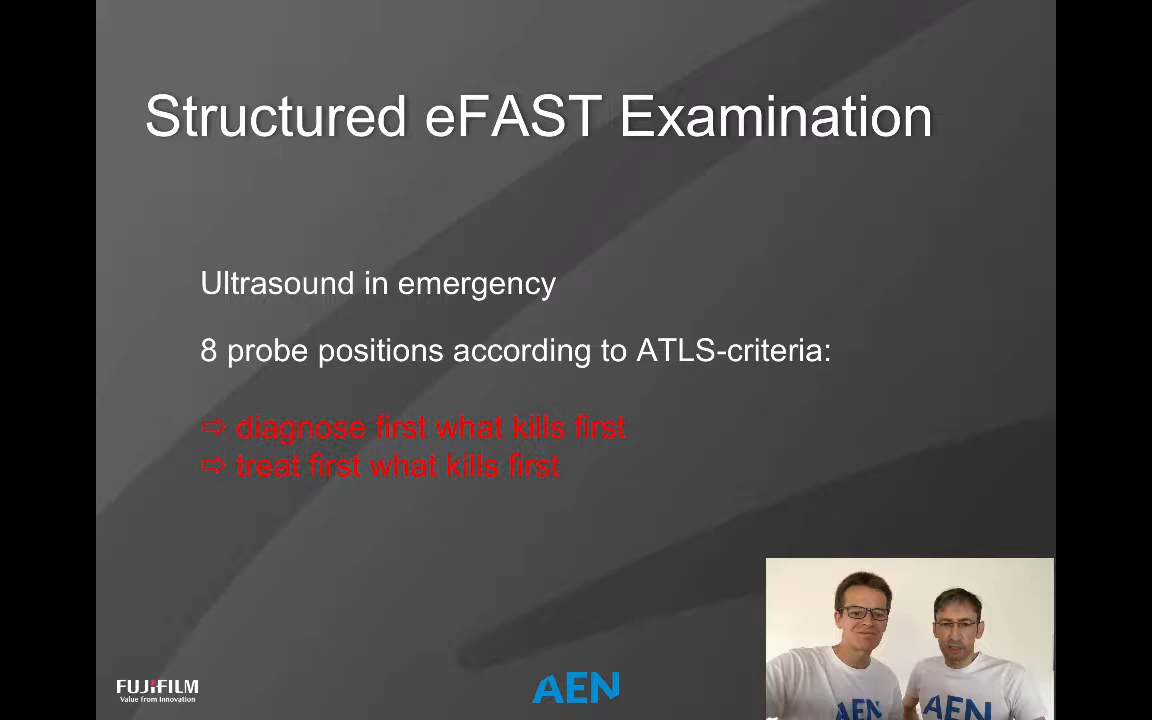 Structured eFAST Examination
Ultrasound in emergency
8 probe positions according to ATLS-criteria:
⇨ diagnose first what kills first
⇨ treat first what kills first
FUJIFILM
Value from Innovation
AEN
AEN
AEN